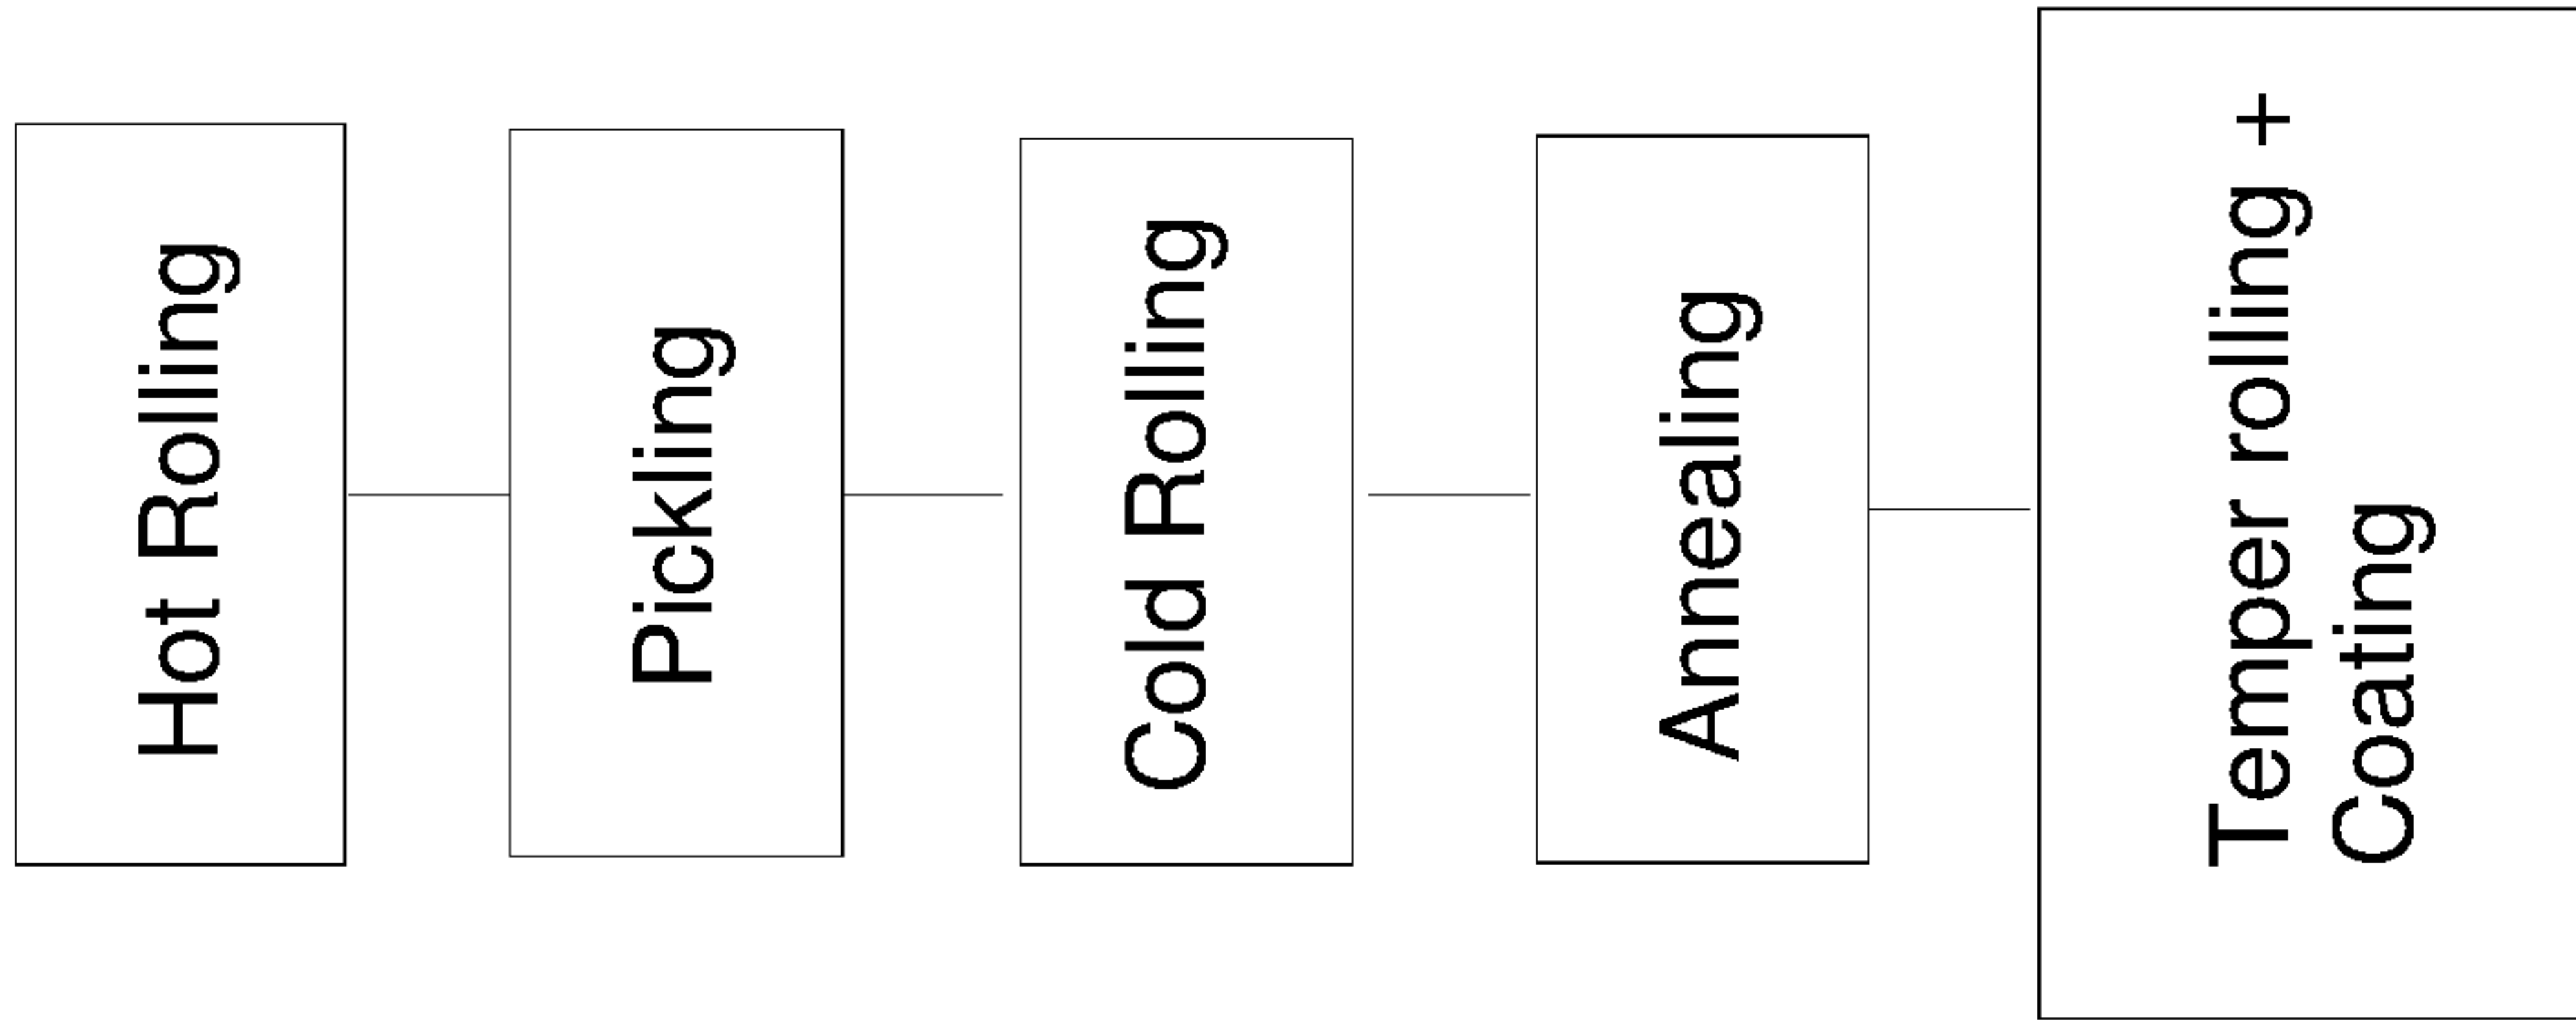 Hot Rolling
Pickling
Cold Rolling
Annealing
Temper rolling +
Coating